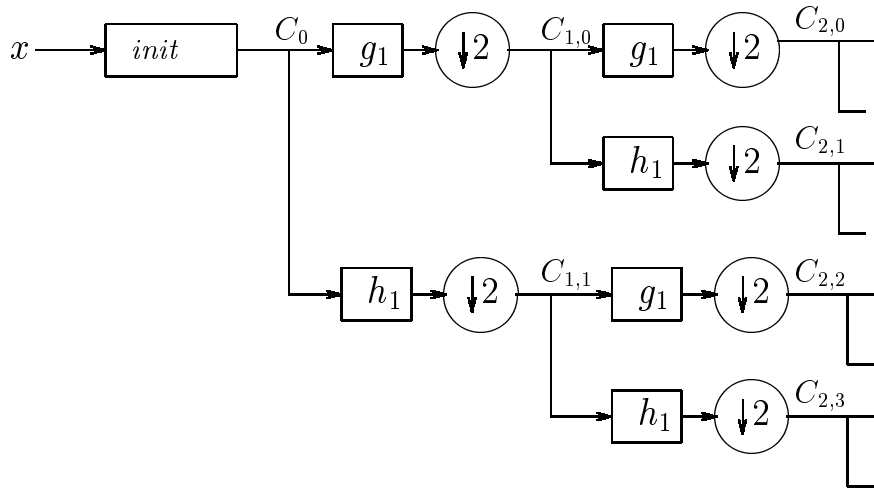 x init C₀ g₁ ↓2 C₁,₀ g₁ ↓2 C₂,₀
h₁ ↓2 C₂,₁
h₁ ↓2 C₁,₁ g₁ ↓2 C₂,₂
h₁ ↓2 C₂,₃